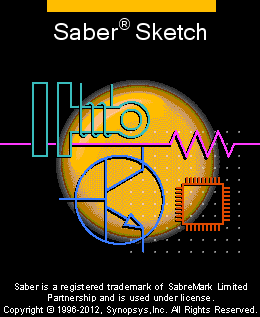 Saber® Sketch
Saber is a registered trademark of SabreMark Limited
Partnership and is used under license.
Copyright © 1996-2012, Synopsys,Inc. All Rights Reserved.